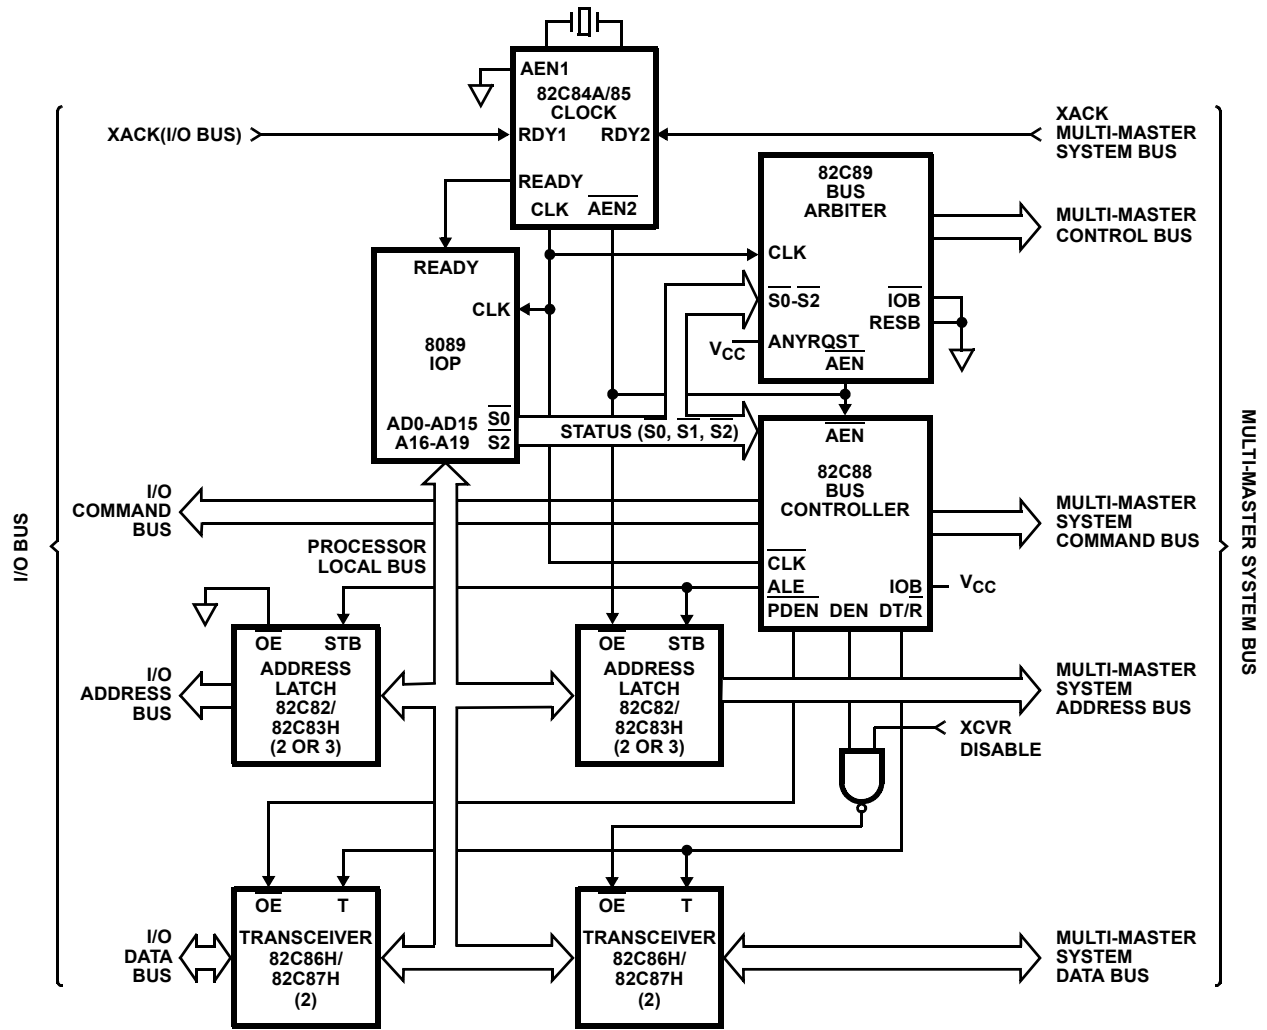 AEN1
82C84A/85
CLOCK
RDY1
RDY2
READY
CLK
AEN2
XACK(I/O BUS)
XACK
MULTI-MASTER
SYSTEM BUS
82C89
BUS
ARBITER
CLK
S0-S2
IOB
RESB
VCC
ANYRQST
AEN
MULTI-MASTER
CONTROL BUS
READY
CLK
8089
IOP
AD0-AD15
S0
A16-A19
S2
STATUS (S0, S1, S2)
AEN
82C88
BUS
CONTROLLER
CLK
ALE
IOB
VCC
PDEN
DEN
DT/R
I/O
COMMAND
BUS
MULTI-MASTER
SYSTEM
COMMAND BUS
PROCESSOR
LOCAL BUS
I/O BUS
MULTI-MASTER SYSTEM BUS
OE
STB
ADDRESS
LATCH
82C82/
82C83H
(2 OR 3)
OE
STB
ADDRESS
LATCH
82C82/
82C83H
(2 OR 3)
I/O
ADDRESS
BUS
MULTI-MASTER
SYSTEM
ADDRESS BUS
XCVR
DISABLE
OE
T
TRANSCEIVER
82C86H/
82C87H
(2)
OE
T
TRANSCEIVER
82C86H/
82C87H
(2)
I/O
DATA
BUS
MULTI-MASTER
SYSTEM
DATA BUS